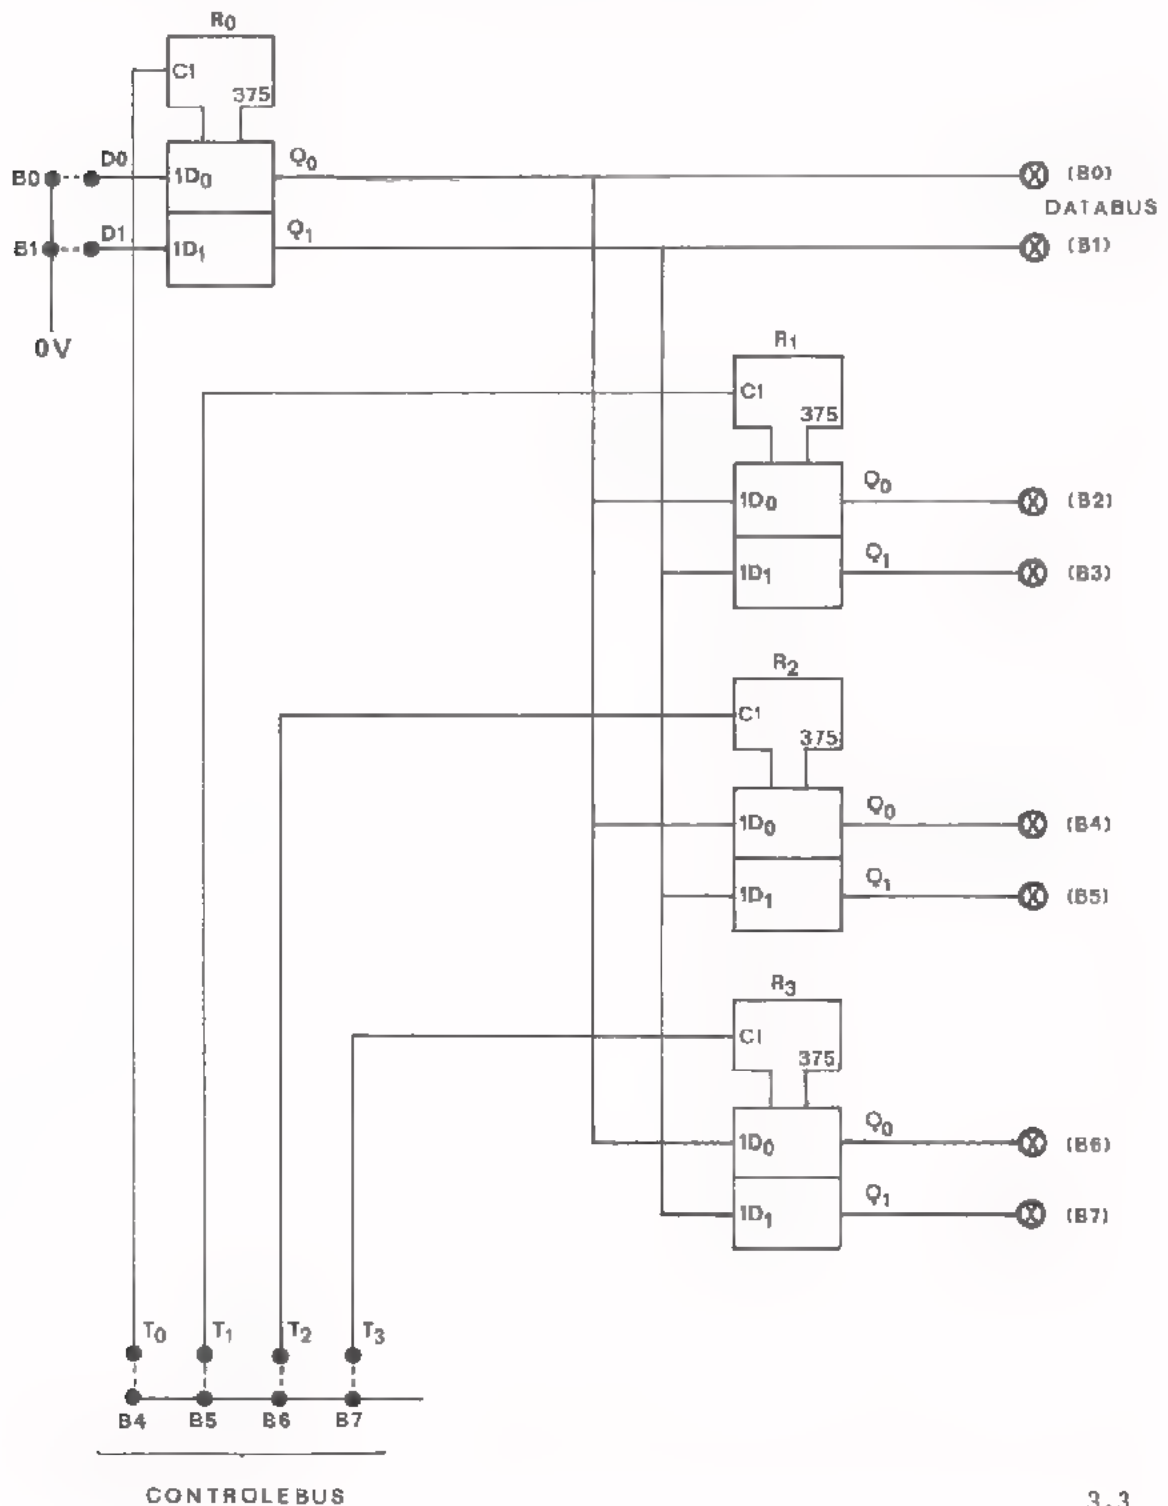 R0
C1
375
D0
B0
1D0
Q0
(B0)
DATABUS
D1
B1
1D1
Q1
(B1)
0V
R1
C1
375
1D0
Q0
(B2)
1D1
Q1
(B3)
R2
C1
375
1D0
Q0
(B4)
1D1
Q1
(B5)
R3
C1
375
1D0
Q0
(B6)
1D1
Q1
(B7)
T0 T1 T2 T3
B4 B5 B6 B7
CONTROLEBUS
3.3